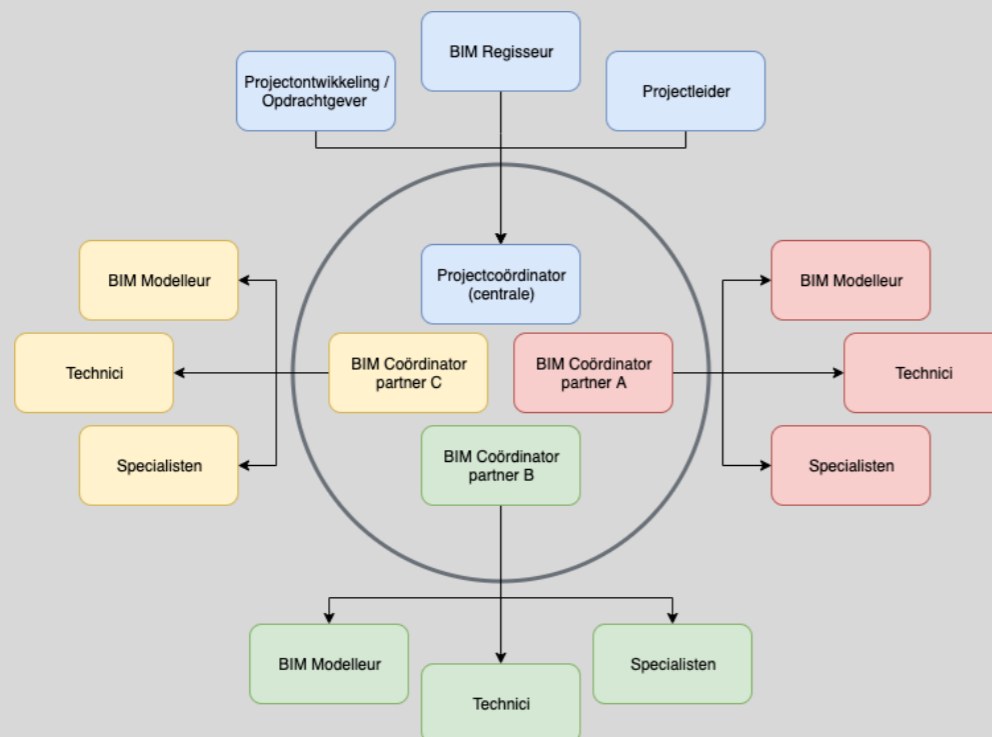 BIM Regisseur
Projectontwikkeling /
Opdrachtgever
Projectleider
Projectcoördinator
(centrale)
BIM Modelleur
Technici
Specialisten
BIM Coördinator
partner C
BIM Coördinator
partner A
BIM Modelleur
Technici
Specialisten
BIM Coördinator
partner B
BIM Modelleur
Technici
Specialisten